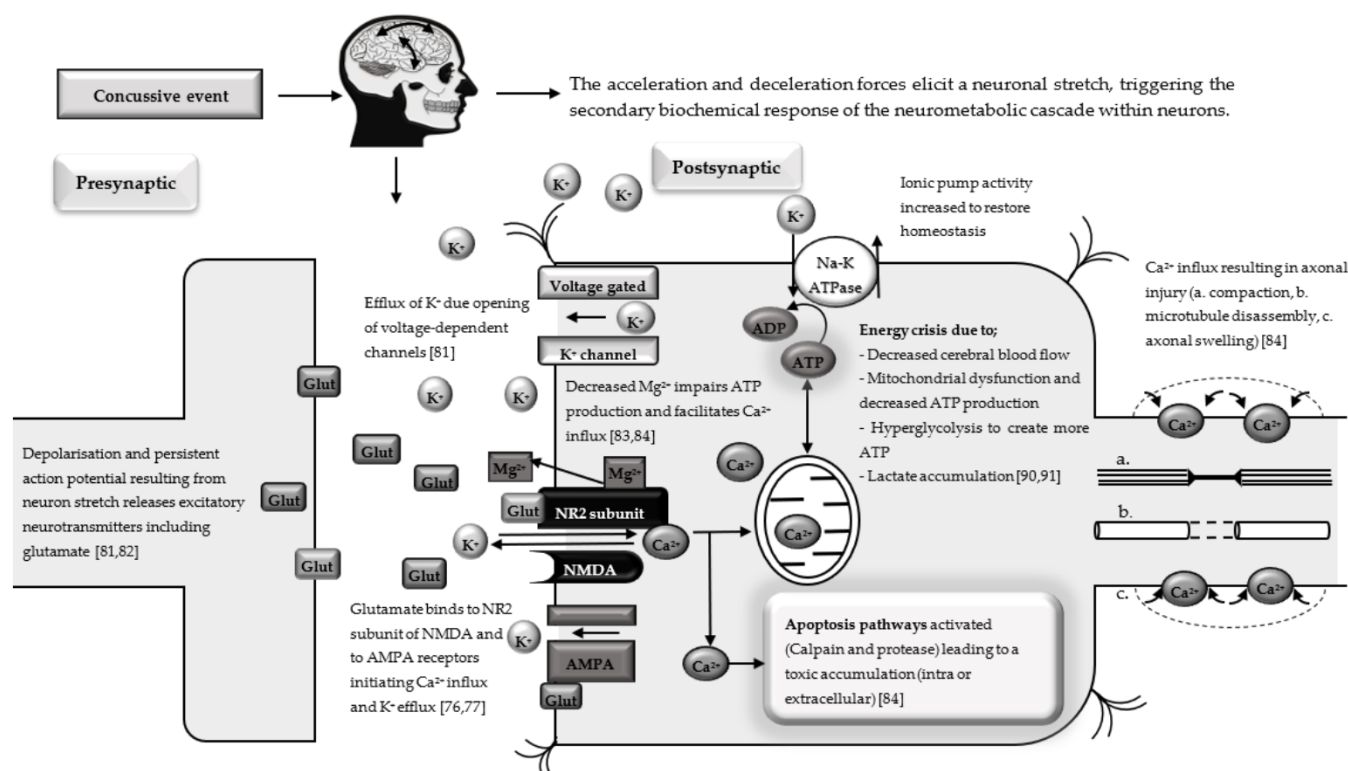 Concussive event
The acceleration and deceleration forces elicit a neuronal stretch, triggering the
secondary biochemical response of the neurometabolic cascade within neurons.
Presynaptic
Postsynaptic
K⁺
K⁺
K⁺
K⁺
Ionic pump activity
increased to restore
homeostasis
Na-K
ATPase
ADP
ATP
Voltage gated
K⁺
K⁺ channel
Efflux of K⁺ due opening
of voltage-dependent
channels [81]
Ca²⁺ influx resulting in axonal
injury (a. compaction, b.
microtubule disassembly, c.
axonal swelling) [84]
Energy crisis due to;
- Decreased cerebral blood flow
- Mitochondrial dysfunction and
decreased ATP production
- Hyperglycolysis to create more
ATP
- Lactate accumulation[90,91]
Glut
K⁺
K⁺
Decreased Mg²⁺ impairs ATP
production and facilitates Ca²⁺
influx [83,84]
Depolarisation and persistent
action potential resulting from
neuron stretch releases excitatory
neurotransmitters including
glutamate [81,82]
Glut
Glut
Glut
Glut
Glut
Mg²⁺
Mg²⁺
Ca²⁺
Glut
NR2 subunit
K⁺
Ca²⁺
Ca²⁺
NMDA
Ca²⁺
Ca²⁺
a.
b.
c.
Ca²⁺
Ca²⁺
Glutamate binds to NR2
subunit of NMDA and
to AMPA receptors
initiating Ca²⁺ influx
and K⁺ efflux [76,77]
K⁺
AMPA
Glut
Ca²⁺
Apoptosis pathways activated
(Calpain and protease) leading to a
toxic accumulation (intra or
extracellular) [84]